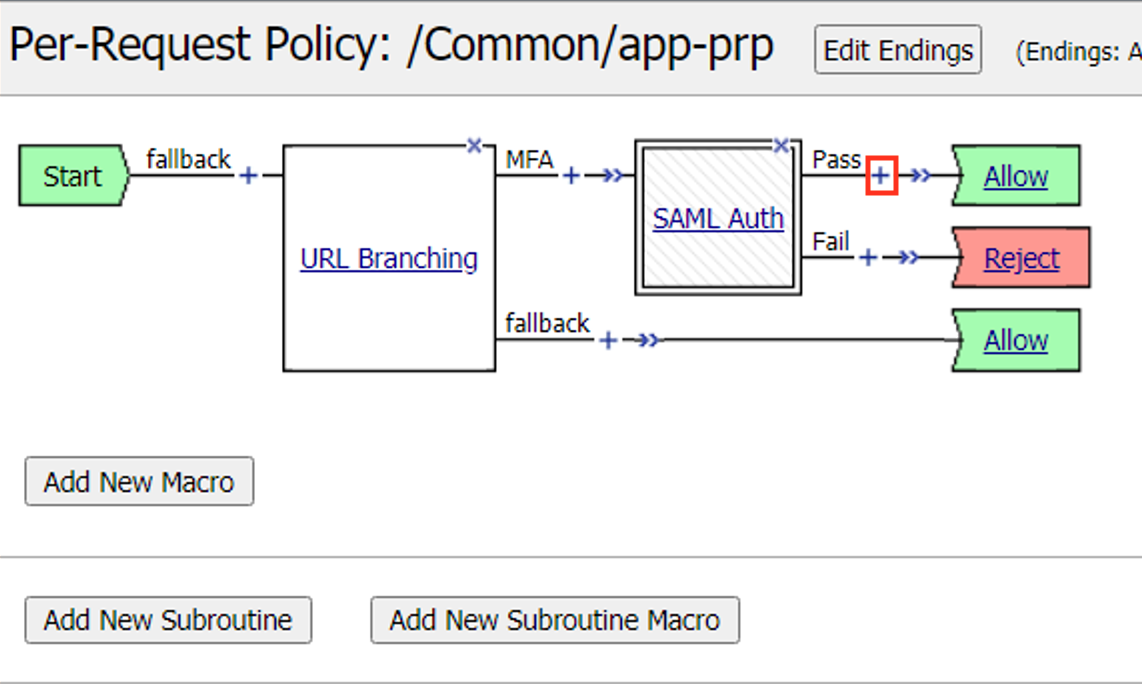 Per-Request Policy: /Common/app-prp Edit Endings (Endings: A
Start fallback + URL Branching MFA + SAML Auth Pass + Allow
Fail + Reject
fallback + Allow
Add New Macro
Add New Subroutine Add New Subroutine Macro